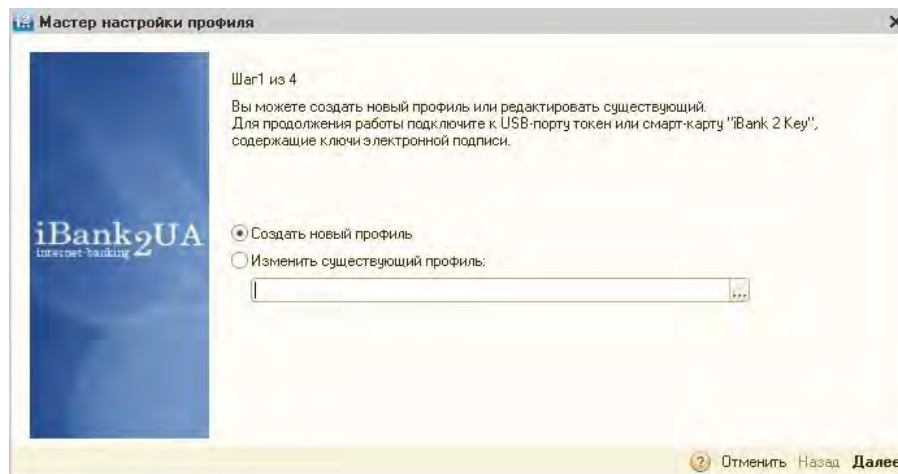 Мастер настройки профиля
Шаг1 из 4
Вы можете создать новый профиль или редактировать существующий.
Для продолжения работы подключите к USB-порту токен или смарт-карту "iBank 2 Key",
содержащие ключи электронной подписи.
iBank2UA
internet-banking
Создать новый профиль
Изменить существующий профиль:
...
? Отменить Назад Далее